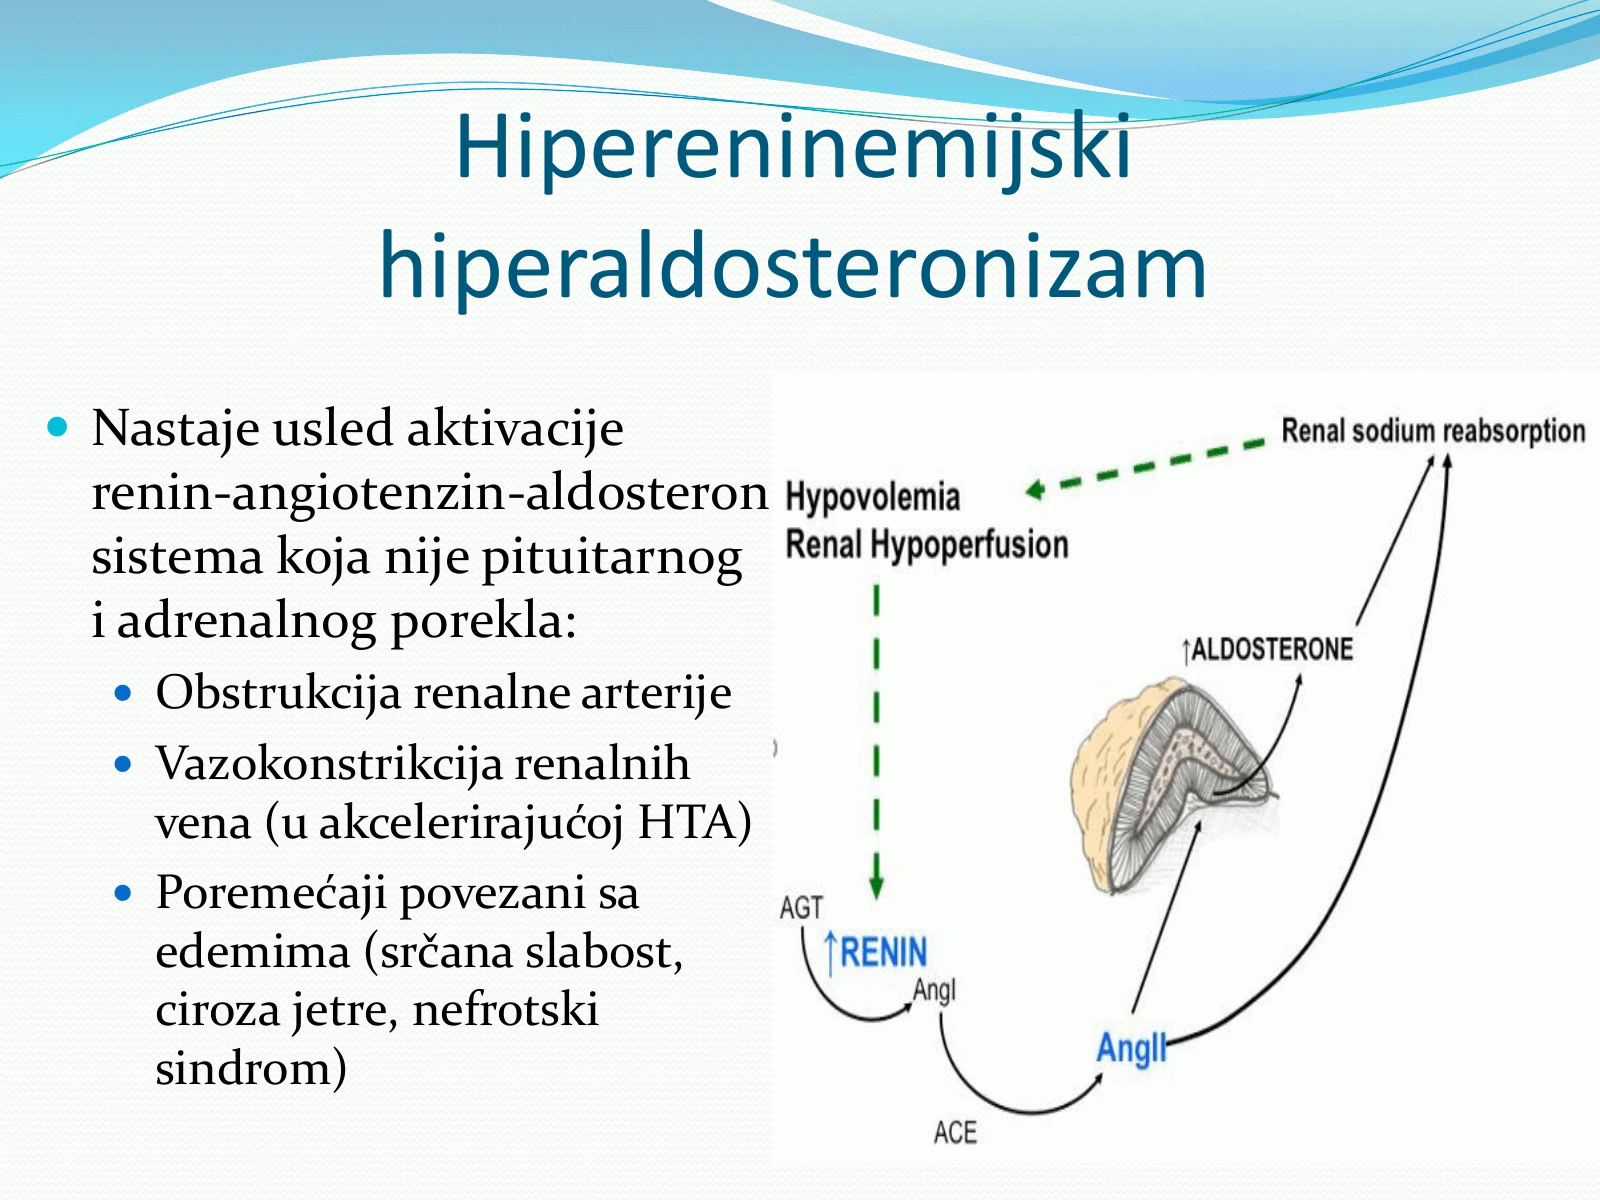 Hipereninemijski
hiperaldosteronizam
Nastaje usled aktivacije
renin-angiotenzin-aldosteron
sistema koja nije pituitarnog
i adrenalnog porekla:
Obstrukcija renalne arterije
Vazokonstrikcija renalnih
vena (u akcelerirajućoj HTA)
Poremećaji povezani sa
edemima (srčana slabost,
ciroza jetre, nefrotski
sindrom)
Renal sodium reabsorption
Hypovolemia
Renal Hypoperfusion
↑ALDOSTERONE
AGT
↑RENIN
AngI
AngII
ACE